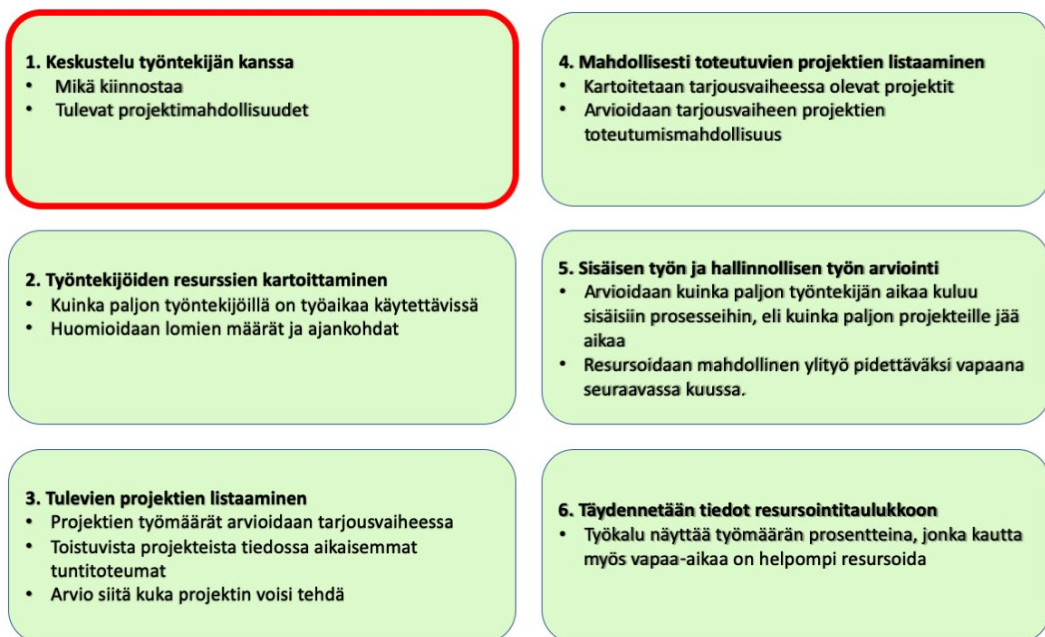 1. Keskustelu työntekijän kanssa
• Mikä kiinnostaa
• Tulevat projektimahdollisuudet
2. Työntekijöiden resurssien kartoittaminen
• Kuinka paljon työntekijöillä on työaikaa käytettävissä
• Huomioidaan lomien määrät ja ajankohdat
3. Tulevien projektien listaaminen
• Projektien työmäärät arvioidaan tarjousvaiheessa
• Toistuvista projekteista tiedossa aikaisemmat
tuntitoteumat
• Arvio siitä kuka projektin voisi tehdä
4. Mahdollisesti toteutuvien projektien listaaminen
• Kartoitetaan tarjousvaiheessa olevat projektit
• Arvioidaan tarjousvaiheen projektien
toteutumismahdollisuus
5. Sisäisen työn ja hallinnollisen työn arviointi
• Arvioidaan kuinka paljon työntekijän aikaa kuluu
sisäisiin prosesseihin, eli kuinka paljon projekteille jää
aikaa
• Resursoidaan mahdollinen ylityö pidettäväksi vapaana
seuraavassa kuussa.
6. Täydennetään tiedot resursointitaulukkoon
• Työkalu näyttää työmäärän prosentteina, jonka kautta
myös vapaa-aikaa on helpompi resursoida